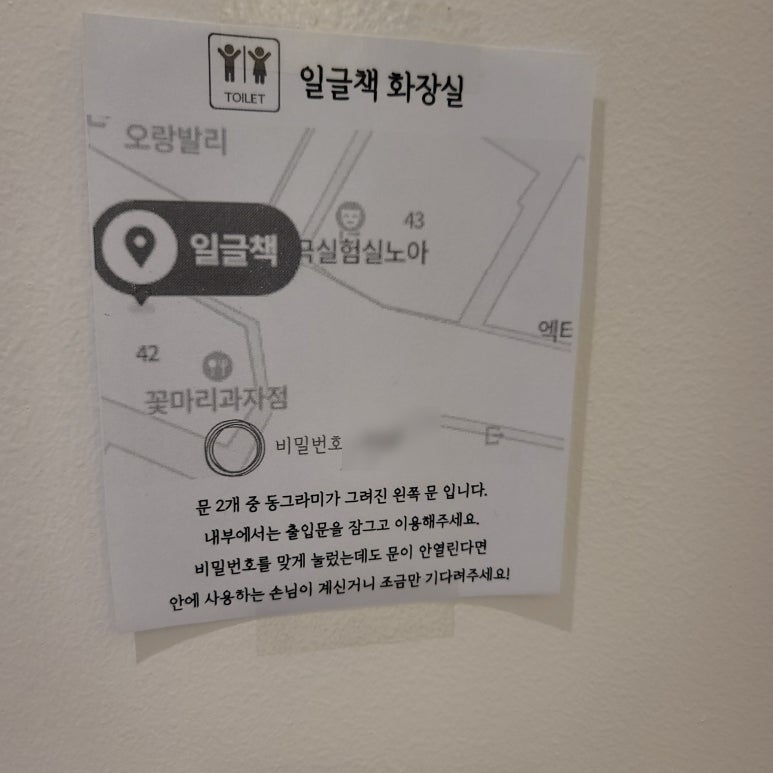 TOILET
일글책 화장실
오랑발리
일글책
43
국실험실노아
엑터
42
꽃마리과자점
비밀번호
문 2개 중 동그라미가 그려진 왼쪽 문 입니다.
내부에서는 출입문을 잠그고 이용해주세요.
비밀번호를 맞게 눌렀는데도 문이 안열린다면
안에 사용하는 손님이 계신거니 조금만 기다려주세요!